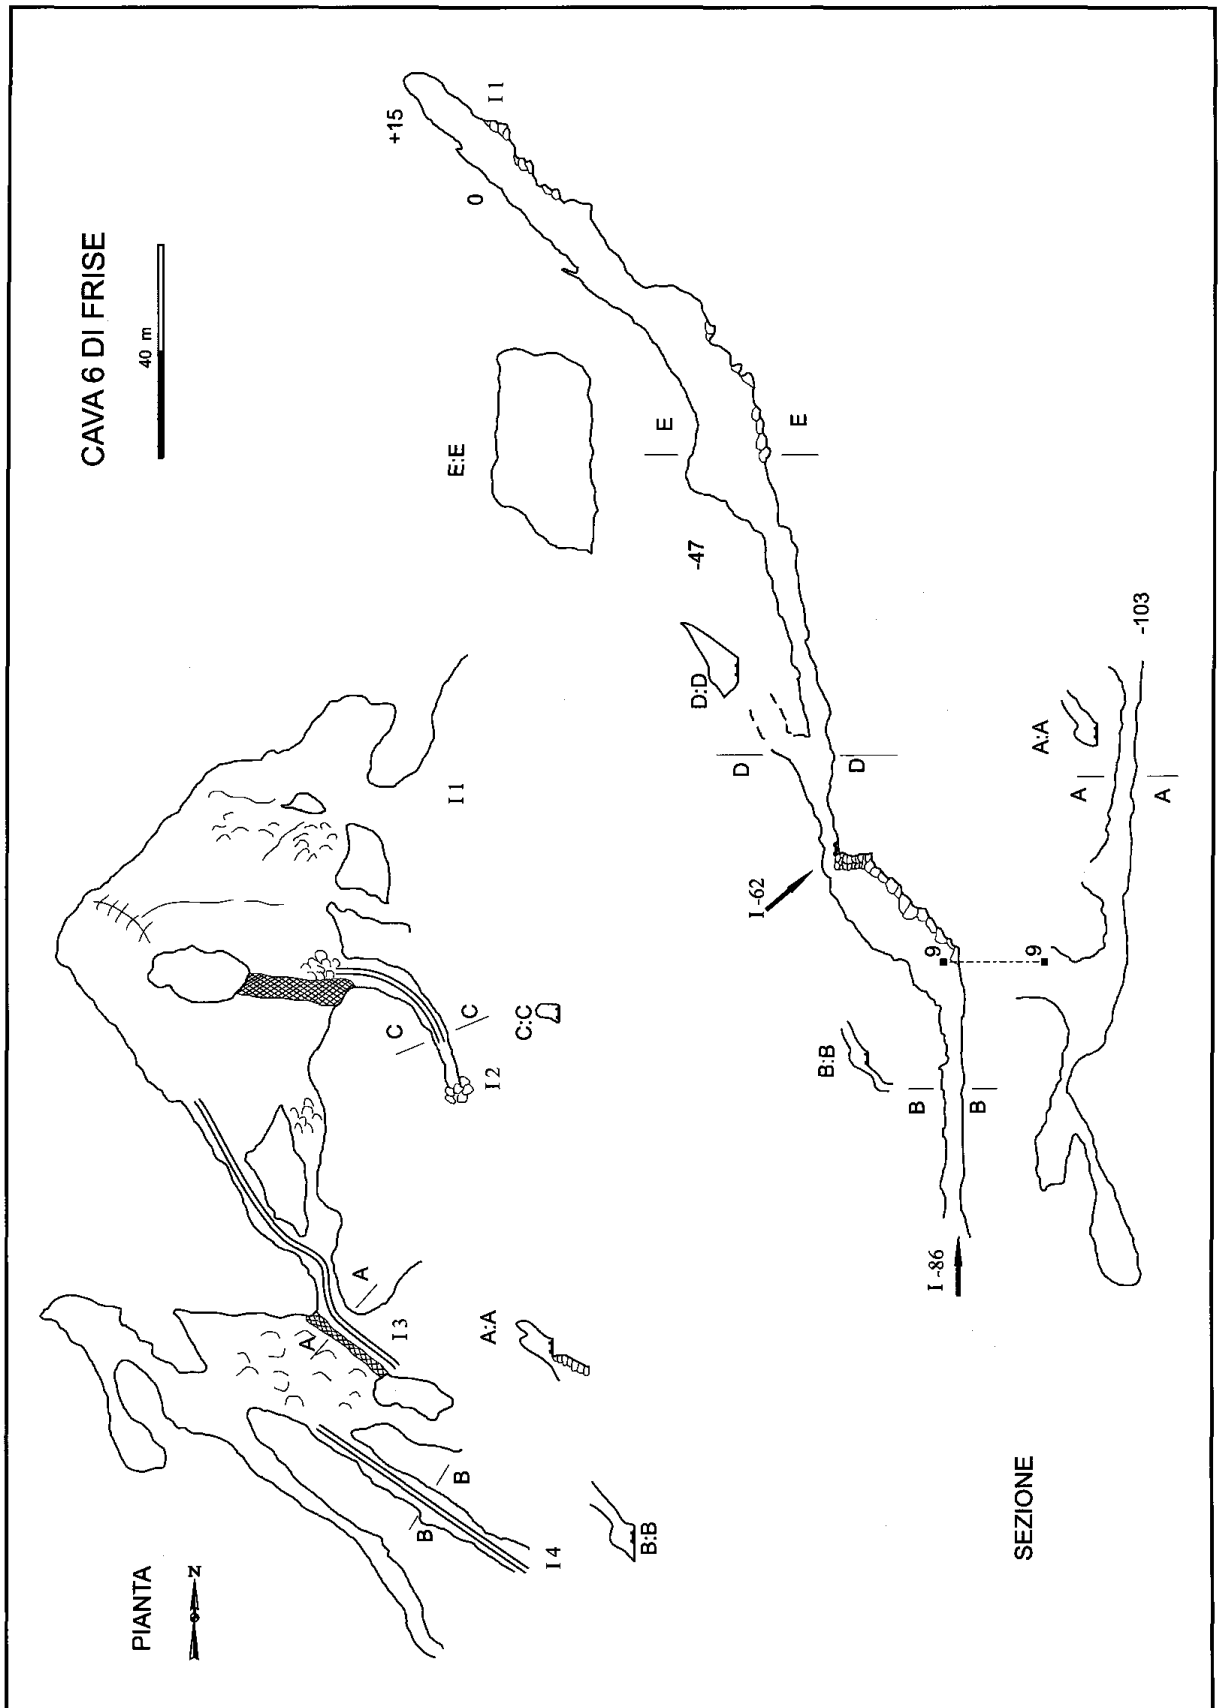 CAVA 6 DI FRISE
40 m
PIANTA
N
I 1
I 2
I 3
I 4
A
A
A:A
B
B
B:B
C
C
C:C
SEZIONE
+15
0
I 1
E
E
E:E
-47
D
D
D:D
I -62
9
9
B
B
B:B
I -86
A
A
A:A
-103